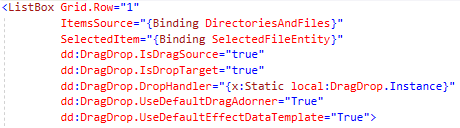 <ListBox Grid.Row="1"
ItemsSource="{Binding DirectoriesAndFiles}"
SelectedItem="{Binding SelectedFileEntity}"
dd:DragDrop.IsDragSource="true"
dd:DragDrop.IsDropTarget="true"
dd:DragDrop.DropHandler="{x:Static local:DragDrop.Instance}"
dd:DragDrop.UseDefaultDragAdorner="True"
dd:DragDrop.UseDefaultEffectDataTemplate="True">